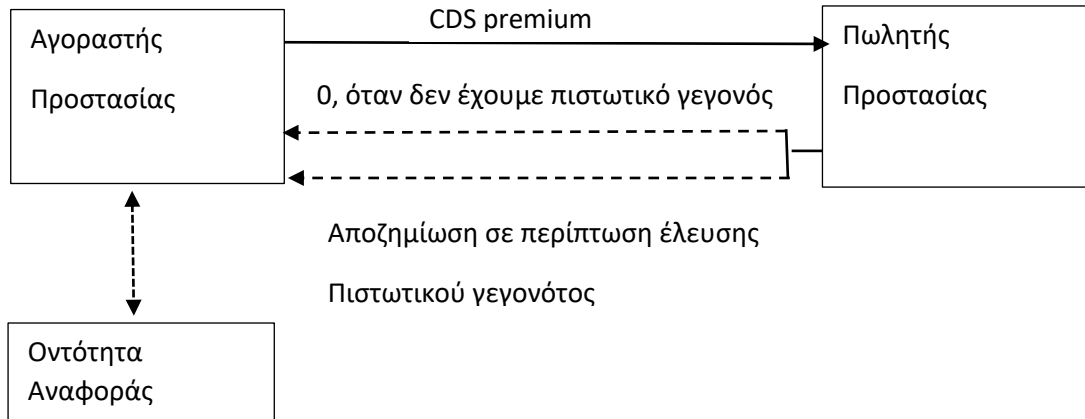 CDS premium
Αγοραστής
Προστασίας
Πωλητής
Προστασίας
0, όταν δεν έχουμε πιστωτικό γεγονός
Αποζημίωση σε περίπτωση έλευσης
Πιστωτικού γεγονότος
Οντότητα
Αναφοράς